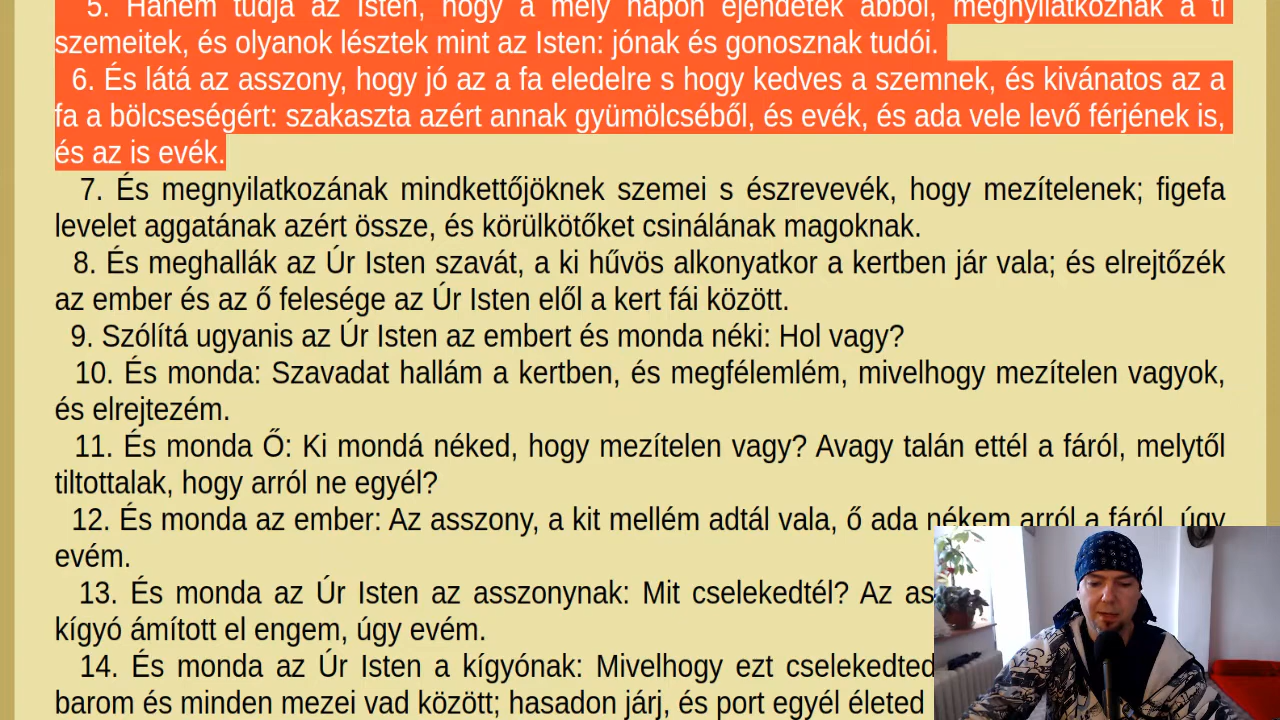 5. Hanem tudja az Isten, hogy a mely napon ejéndetek abból, megnyilatkoznak a ti
szemeitek, és olyanok lésztek mint az Isten: jónak és gonosznak tudói.
6. És látá az asszony, hogy jó az a fa eledelre s hogy kedves a szemnek, és kivánatos az a
fa a bölcseségért: szakaszta azért annak gyümölcséből, és evék, és ada vele levő férjének is,
és az is evék.
7. És megnyilatkozának mindkettőjöknek szemei s észrevevék, hogy mezítelenek; figefa
levelet aggatának azért össze, és körülkötőket csinálának magoknak.
8. És meghallák az Úr Isten szavát, a ki hűvös alkonyatkor a kertben jár vala; és elrejtőzék
az ember és az ő felesége az Úr Isten elől a kert fái között.
9. Szólítá ugyanis az Úr Isten az embert és monda néki: Hol vagy?
10. És monda: Szavadat hallám a kertben, és megfélemlém, mivelhogy mezítelen vagyok,
és elrejtezém.
11. És monda Ő: Ki mondá néked, hogy mezítelen vagy? Avagy talán ettél a fáról, melytől
tiltottalak, hogy arról ne egyél?
12. És monda az ember: Az asszony, a kit mellém adtál vala, ő ada nékem arról a fáról, úgy
evém.
13. És monda az Úr Isten az asszonynak: Mit cselekedtél? Az as
kígyó ámított el engem, úgy evém.
14. És monda az Úr Isten a kígyónak: Mivelhogy ezt cselekedted
barom és minden mezei vad között; hasadon járj, és port egyél életed